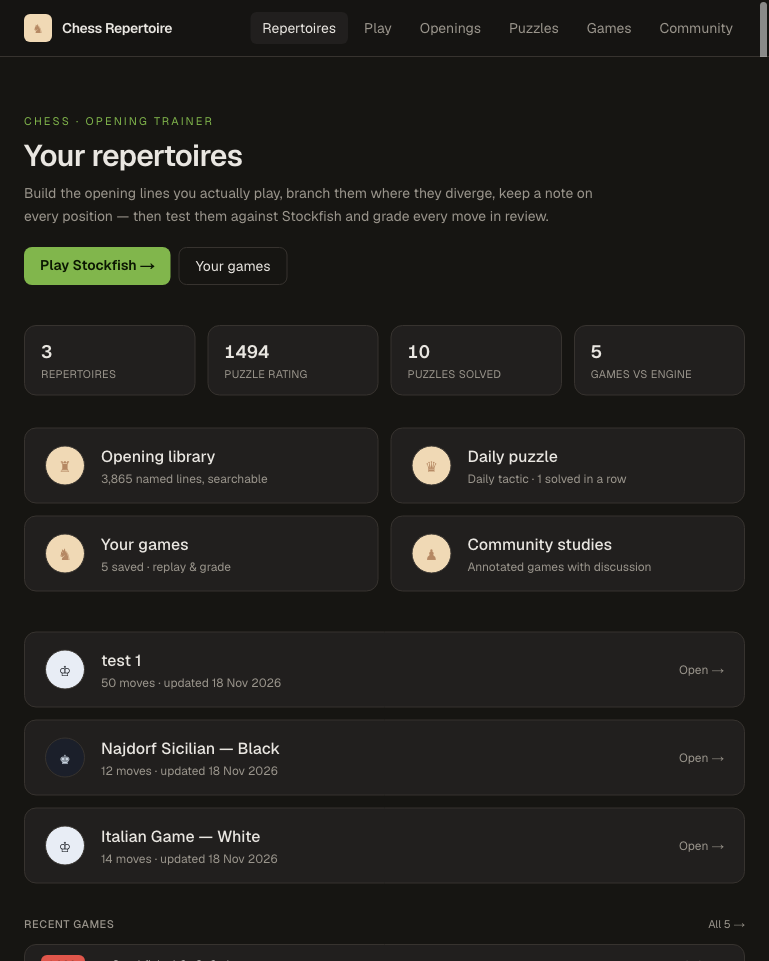 Chess Repertoire
Repertoires Play Openings Puzzles Games Community
CHESS · OPENING TRAINER
Your repertoires
Build the opening lines you actually play, branch them where they diverge, keep a note on
every position — then test them against Stockfish and grade every move in review.
Play Stockfish →
Your games
3
REPERTOIRES
1494
PUZZLE RATING
10
PUZZLES SOLVED
5
GAMES VS ENGINE
Opening library
3,865 named lines, searchable
Daily puzzle
Daily tactic · 1 solved in a row
Your games
5 saved · replay & grade
Community studies
Annotated games with discussion
test 1
50 moves · updated 18 Nov 2026
Open →
Najdorf Sicilian — Black
12 moves · updated 18 Nov 2026
Open →
Italian Game — White
14 moves · updated 18 Nov 2026
Open →
RECENT GAMES
All 5 →